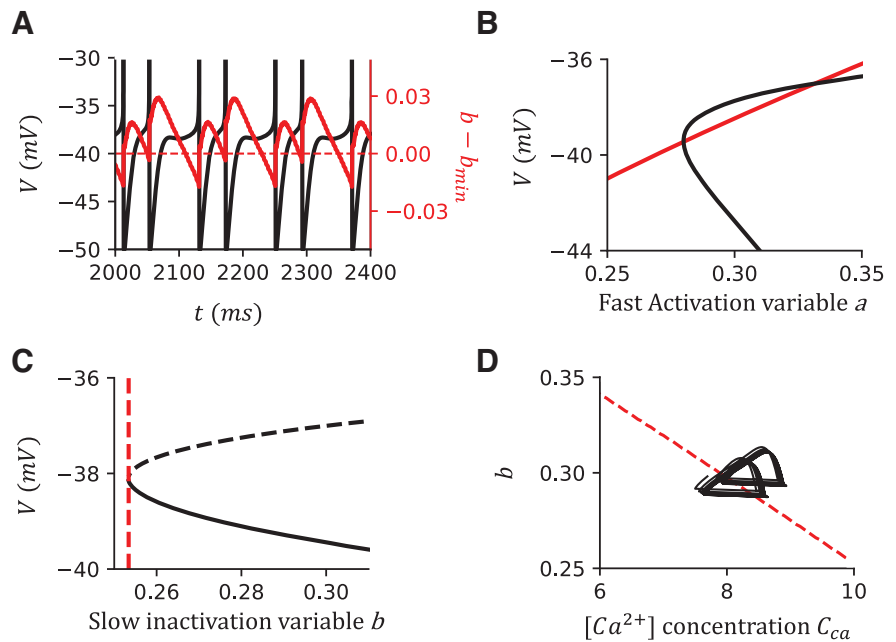 A
−30
−35
−40
−45
−50
V (mV)
2000 2100 2200 2300 2400
t (ms)
0.03
0.00
−0.03
b − b_min
B
−36
−40
−44
V (mV)
0.25 0.30 0.35
Fast Activation variable a
C
−36
−38
−40
V (mV)
0.26 0.28 0.30
Slow inactivation variable b
D
0.35
0.30
0.25
b
6 8 10
[Ca²⁺] concentration C_ca